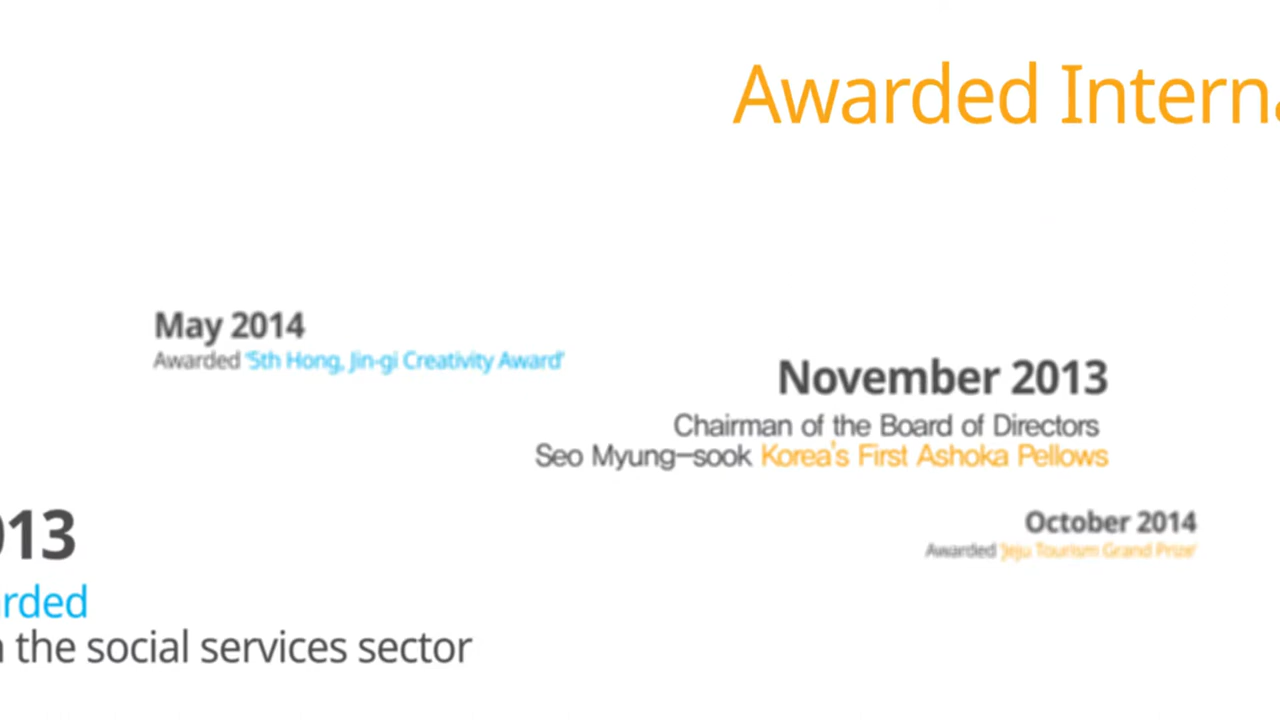 Awarded Interna
May 2014
Awarded '5th Hong, Jin-gi Creativity Award'
November 2013
Chairman of the Board of Directors
Seo Myung-sook Korea's First Ashoka Pellows
October 2014
Awarded 'Jeju Tourism Grand Prize'
013
arded
the social services sector